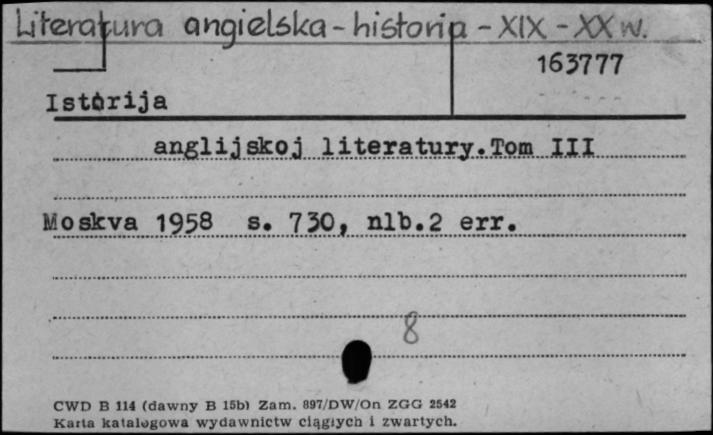 Literatura angielska - historia - XIX - XX w.
163777
Istorija
anglijskoj literatury.Tom III
Moskva 1958 s. 730, nlb.2 err.
8
CWD B 114 (dawny B 15b) Zam. 897/DW/On ZGG 2542
Karta katalogowa wydawnictw ciągłych i zwartych.